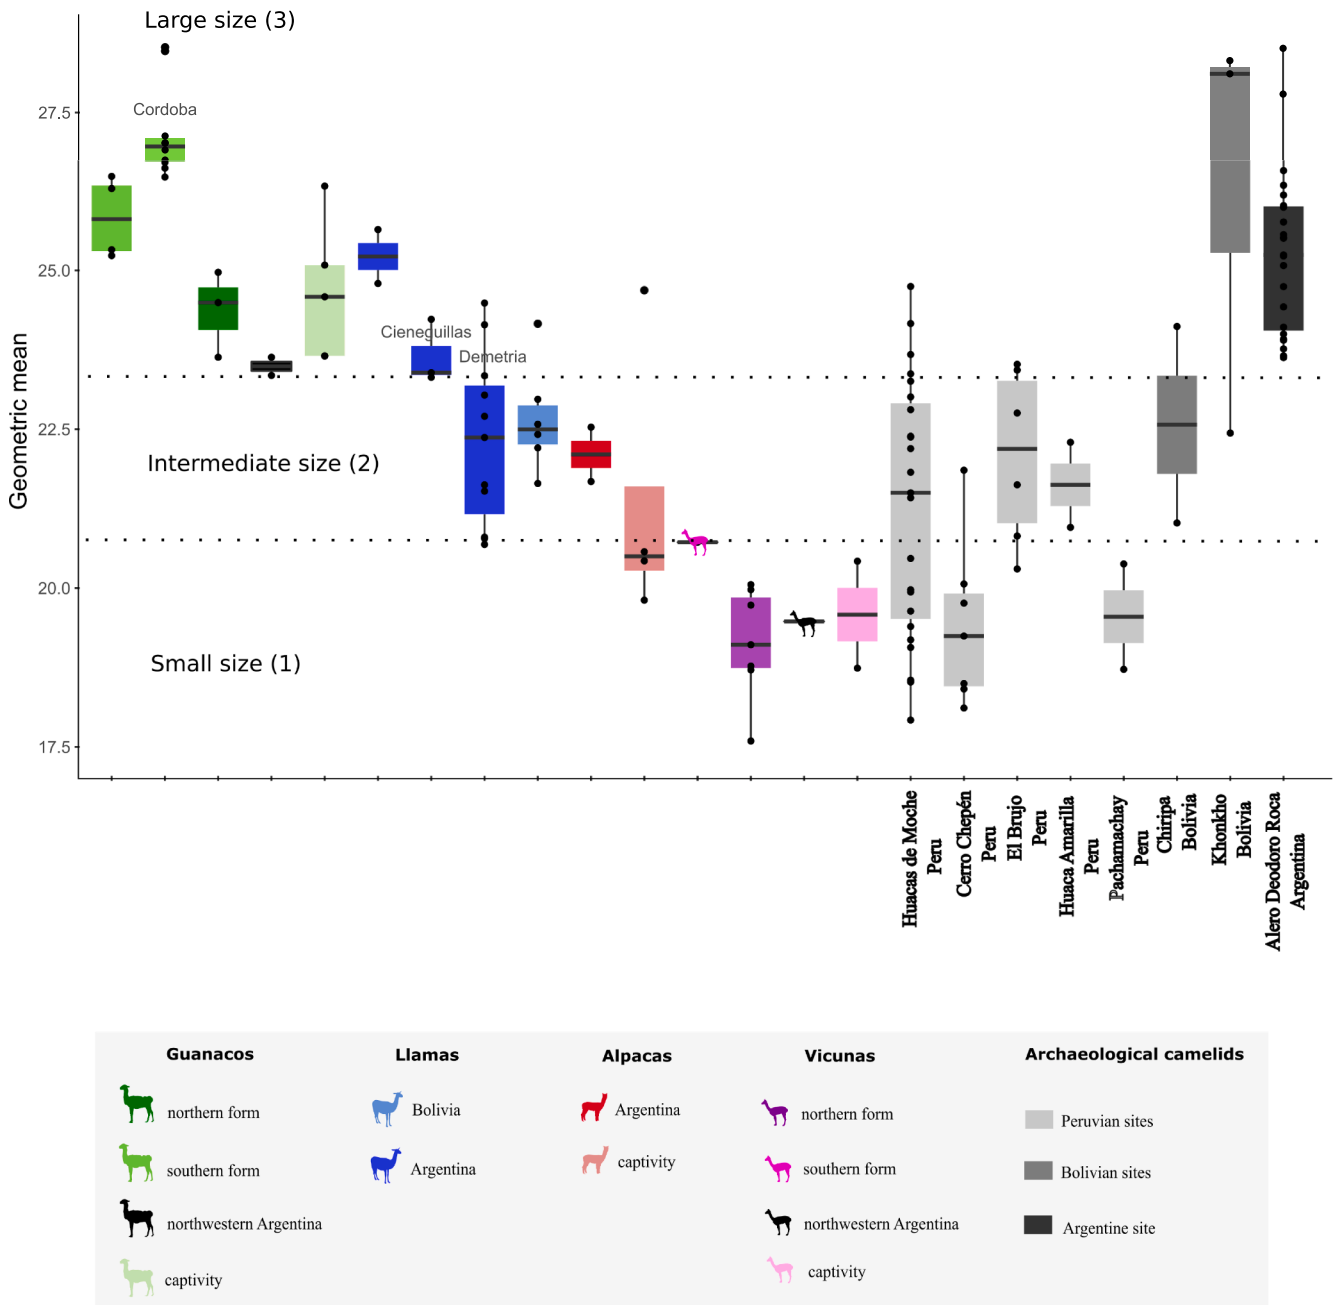 Large size (3)
Cordoba
27.5
25.0
Cieneguillas
Demetria
Geometric mean
22.5
Intermediate size (2)
20.0
Small size (1)
17.5
Huacas de Moche
Peru
Cerro Chepén
Peru
El Brujo
Peru
Huaca Amarilla
Peru
Pachamachay
Peru
Chiripa
Bolivia
Khonkho
Bolivia
Alero Deodoro Roca
Argentina
Guanacos
northern form
southern form
northwestern Argentina
captivity
Llamas
Bolivia
Argentina
Alpacas
Argentina
captivity
Vicunas
northern form
southern form
northwestern Argentina
captivity
Archaeological camelids
Peruvian sites
Bolivian sites
Argentine site